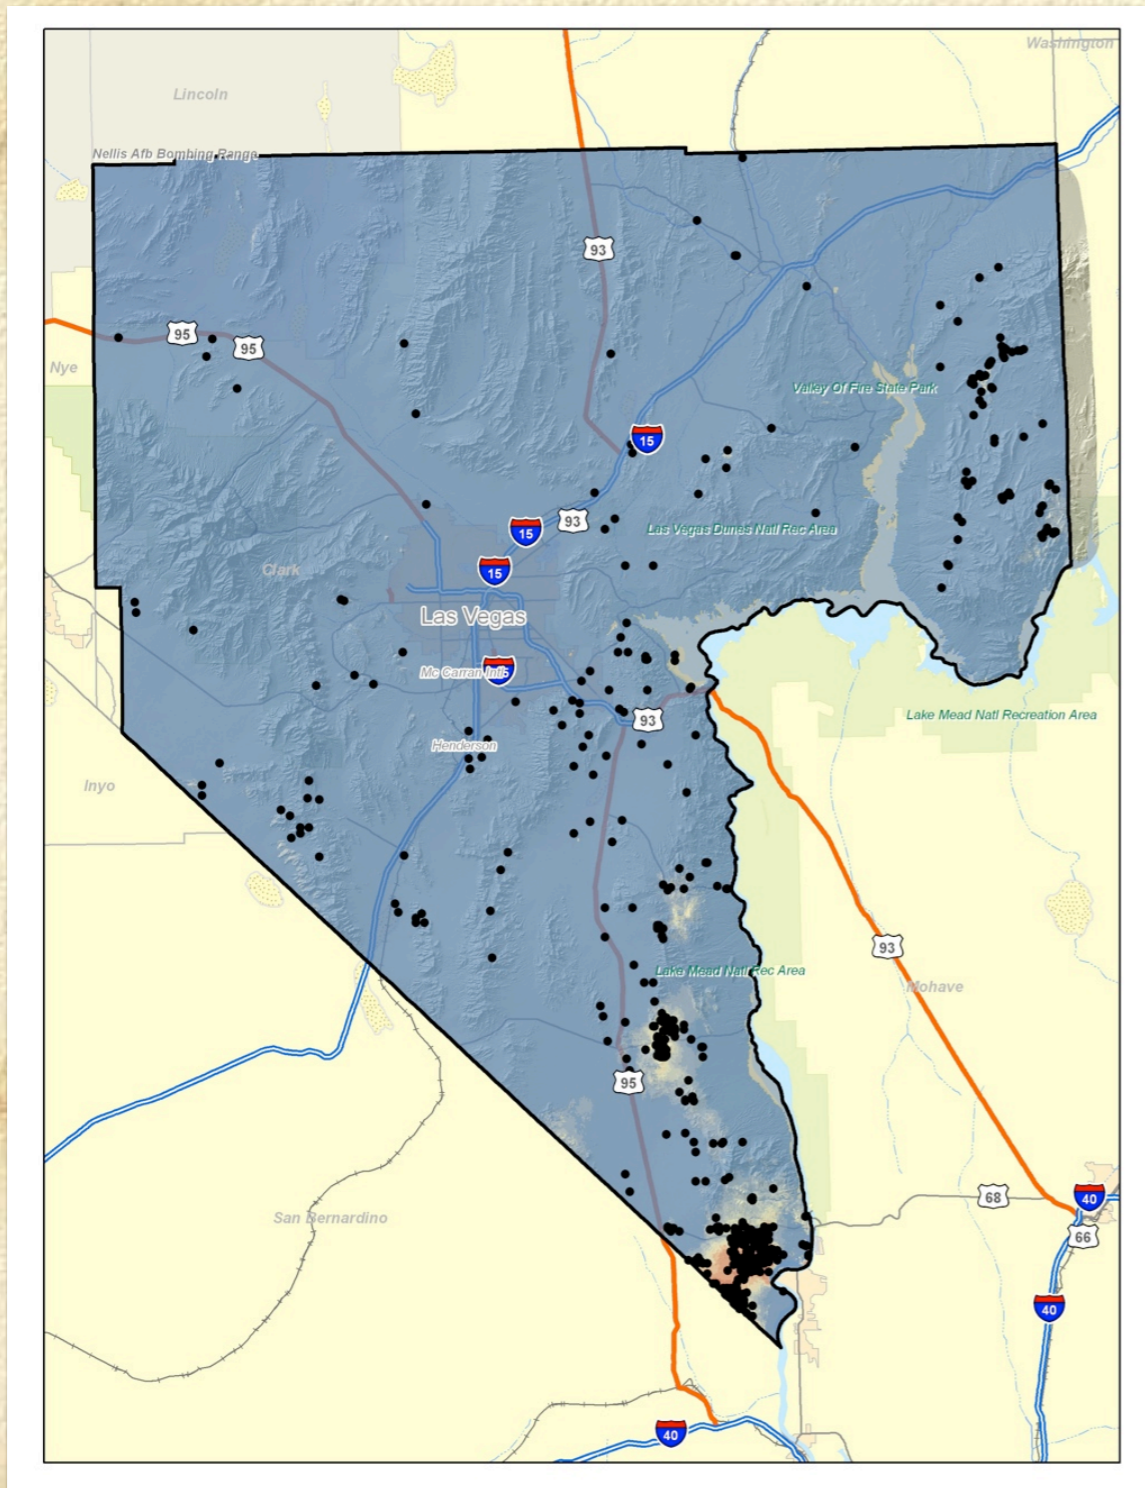 Washington
Lincoln
Nellis Afb Bombing Range
93
95
95
Nye
Valley Of Fire State Park
15
93
15
Las Vegas Dunes Natl Rec Area
15
Clark
Las Vegas
Mc Carran Intl
Lake Mead Natl Recreation Area
93
Henderson
Inyo
93
Lake Mead Natl Rec Area
Mohave
95
68
40
San Bernardino
66
40
40